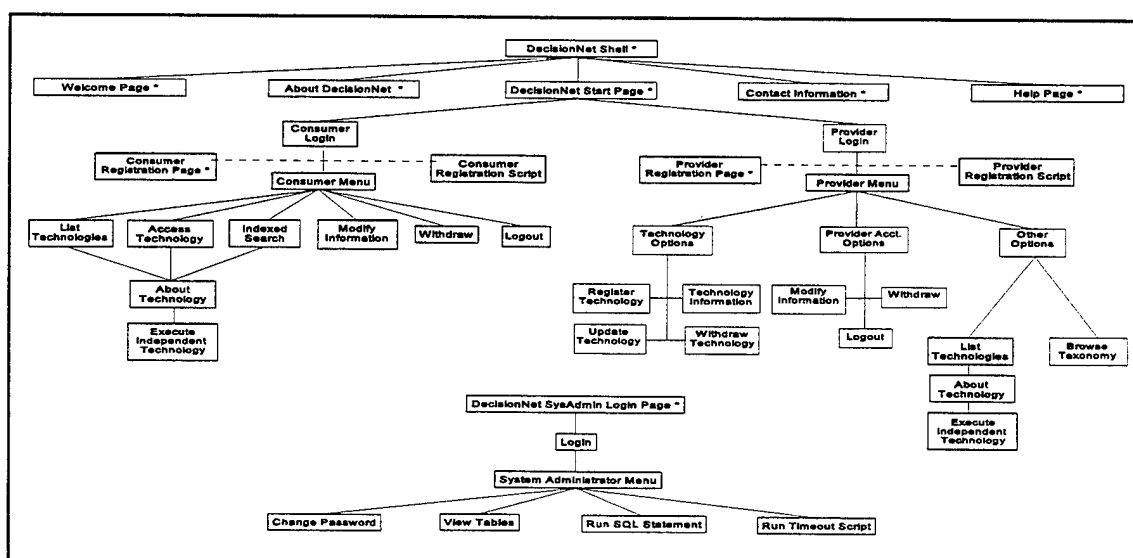 DecisionNet Shell *
Welcome Page *
About DecisionNet *
DecisionNet Start Page *
Contact Information *
Help Page *
Consumer
Login
Provider
Login
Consumer
Registration Page *
Consumer
Registration Script
Provider
Registration Page *
Provider
Registration Script
Consumer Menu
Provider Menu
List
Technologies
Access
Technology
Indexed
Search
Modify
Information
Withdraw
Logout
Technology
Options
Provider Acct.
Options
Other
Options
About
Technology
Execute
Independent
Technology
Register
Technology
Technology
Information
Update
Technology
Withdraw
Technology
Modify
Information
Withdraw
Logout
List
Technologies
Browse
Taxonomy
About
Technology
Execute
Independent
Technology
DecisionNet SysAdmin Login Page *
Login
System Administrator Menu
Change Password
View Tables
Run SQL Statement
Run Timeout Script